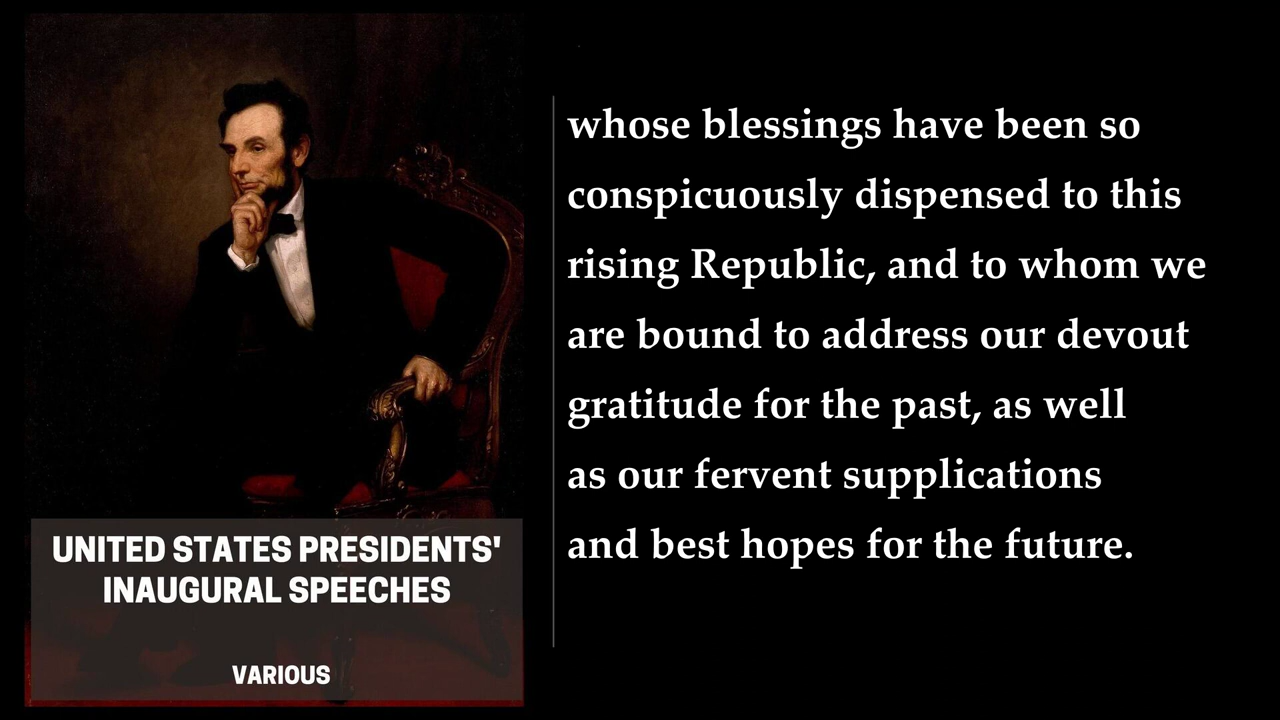 UNITED STATES PRESIDENTS'
INAUGURAL SPEECHES
VARIOUS
whose blessings have been so
conspicuously dispensed to this
rising Republic, and to whom we
are bound to address our devout
gratitude for the past, as well
as our fervent supplications
and best hopes for the future.